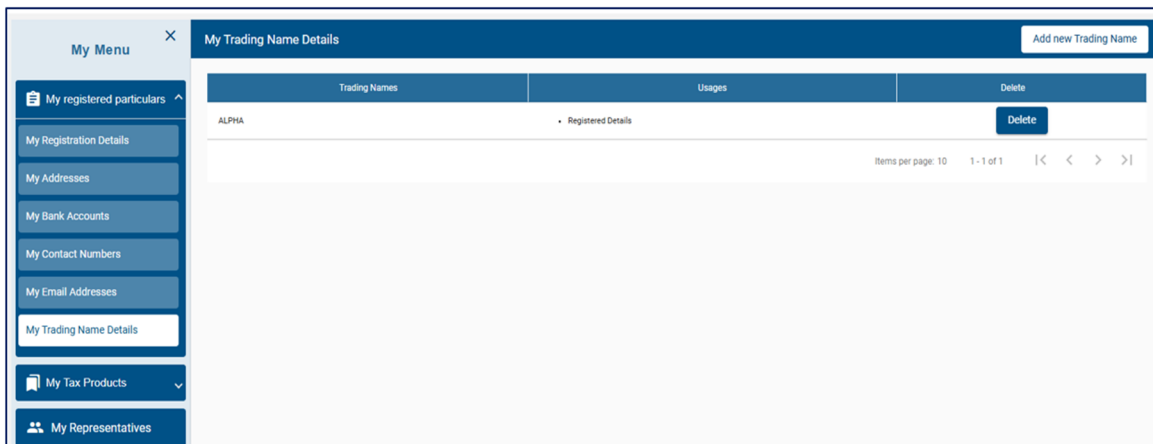 My Menu
My registered particulars
My Registration Details
My Addresses
My Bank Accounts
My Contact Numbers
My Email Addresses
My Trading Name Details
My Tax Products
My Representatives
My Trading Name Details
Add new Trading Name
Trading Names Usages Delete
ALPHA • Registered Details Delete
Items per page: 10 1 - 1 of 1